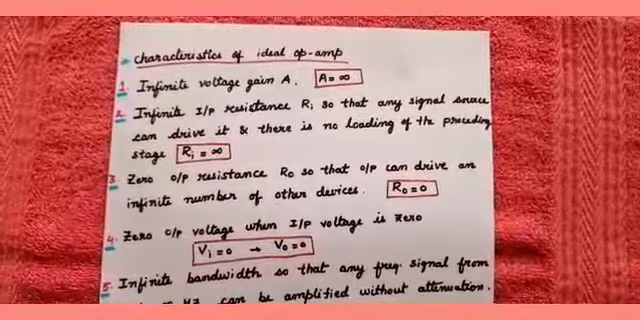 * characteristics of ideal op-amp
1. Infinite voltage gain A. A = ∞
2. Infinite I/p resistance Ri so that any signal source
can drive it & there is no loading of the preceding
stage Ri = ∞
3. Zero o/p resistance Ro so that o/p can drive an
infinite number of other devices. Ro = 0
4. Zero o/p voltage when I/p voltage is zero
Vi = 0 → Vo = 0
5. Infinite bandwidth so that any freq. signal from
Hz can be amplified without attenuation.